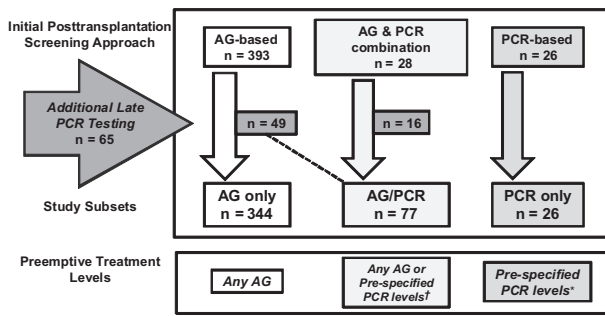 Initial Posttransplantation
Screening Approach
AG-based
n = 393
AG & PCR
combination
n = 28
PCR-based
n = 26
Additional Late
PCR Testing
n = 65
n = 49
n = 16
Study Subsets
AG only
n = 344
AG/PCR
n = 77
PCR only
n = 26
Preemptive Treatment
Levels
Any AG
Any AG or
Pre-specified
PCR levels†
Pre-specified
PCR levels*